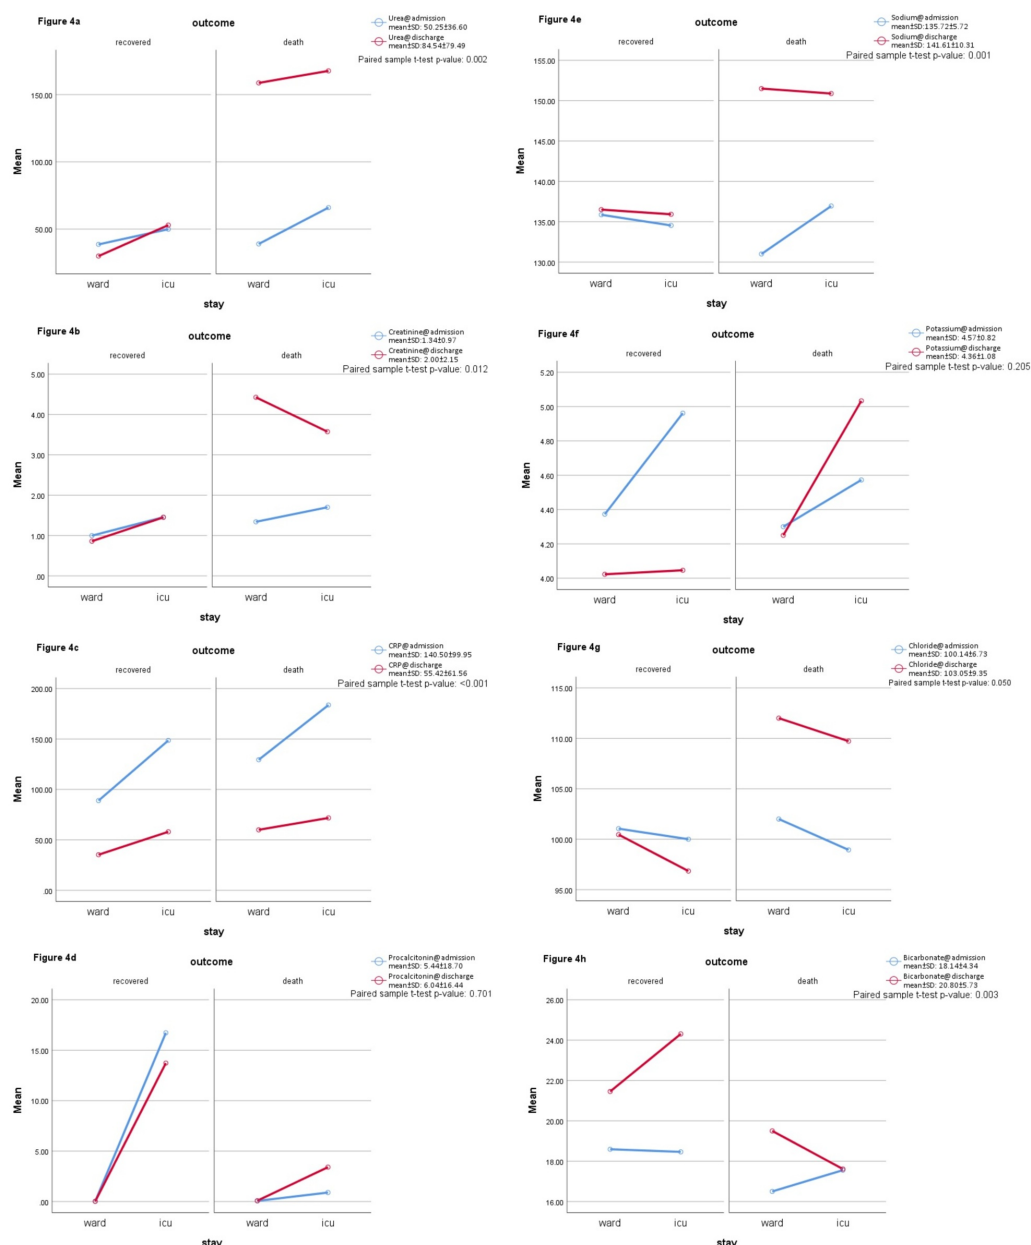 Figure 4a
outcome
Urea@admission
mean±SD: 50.25±36.60
Urea@discharge
mean±SD:84.54±79.49
Paired sample t-test p-value: 0.002
recovered
death
150.00
100.00
50.00
Mean
ward
icu
ward
icu
stay
Figure 4e
outcome
Sodium@admission
mean±SD:135.72±5.72
Sodium@discharge
mean±SD: 141.61±10.31
Paired sample t-test p-value: 0.001
recovered
death
155.00
150.00
145.00
140.00
135.00
130.00
Mean
ward
icu
ward
icu
stay
Figure 4b
outcome
Creatinine@admission
mean±SD:1.34±0.97
Creatinine@discharge
mean±SD: 2.00±2.15
Paired sample t-test p-value: 0.012
recovered
death
5.00
4.00
3.00
2.00
1.00
.00
Mean
ward
icu
ward
icu
stay
Figure 4f
outcome
Potassium@admission
mean±SD: 4.57±0.82
Potassium@discharge
mean±SD: 4.36±1.08
Paired sample t-test p-value: 0.205
recovered
death
5.20
5.00
4.80
4.60
4.40
4.20
4.00
Mean
ward
icu
ward
icu
stay
Figure 4c
outcome
CRP@admission
mean±SD: 140.50±99.95
CRP@discharge
mean±SD: 55.42±61.56
Paired sample t-test p-value: <0.001
recovered
death
200.00
150.00
100.00
50.00
.00
Mean
ward
icu
ward
icu
stay
Figure 4g
outcome
Chloride@admission
mean±SD: 100.14±6.73
Chloride@discharge
mean±SD: 103.05±9.35
Paired sample t-test p-value: 0.050
recovered
death
115.00
110.00
105.00
100.00
95.00
Mean
ward
icu
ward
icu
stay
Figure 4d
outcome
Procalcitonin@admission
mean±SD: 5.44±18.70
Procalcitonin@discharge
mean±SD: 6.04±16.44
Paired sample t-test p-value: 0.701
recovered
death
20.00
15.00
10.00
5.00
.00
Mean
ward
icu
ward
icu
stay
Figure 4h
outcome
Bicarbonate@admission
mean±SD: 18.14±4.34
Bicarbonate@discharge
mean±SD: 20.80±5.73
Paired sample t-test p-value: 0.003
recovered
death
26.00
24.00
22.00
20.00
18.00
16.00
Mean
ward
icu
ward
icu
stay